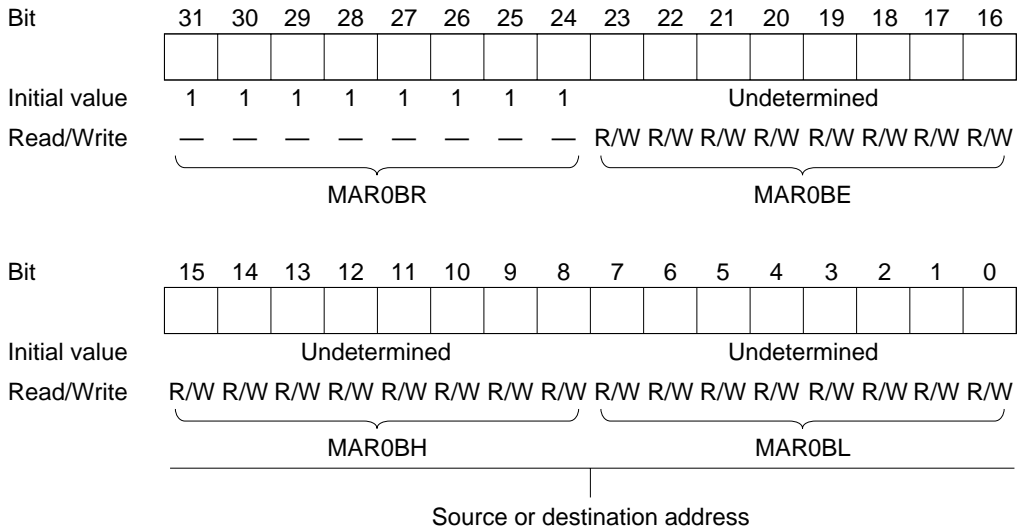 Bit 31 30 29 28 27 26 25 24 23 22 21 20 19 18 17 16
Initial value 1 1 1 1 1 1 1 1 Undetermined
Read/Write — — — — — — — — R/W R/W R/W R/W R/W R/W R/W R/W
MAR0BR MAR0BE
Bit 15 14 13 12 11 10 9 8 7 6 5 4 3 2 1 0
Initial value Undetermined Undetermined
Read/Write R/W R/W R/W R/W R/W R/W R/W R/W R/W R/W R/W R/W R/W R/W R/W R/W
MAR0BH MAR0BL
Source or destination address